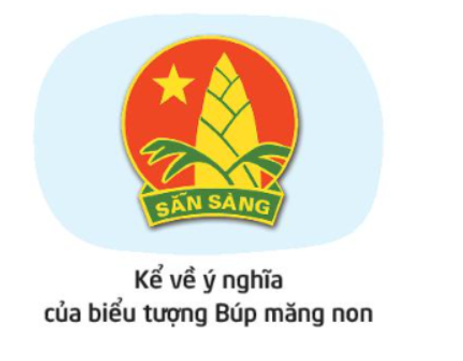 SẴN SÀNG
Kể về ý nghĩa
của biểu tượng Búp măng non